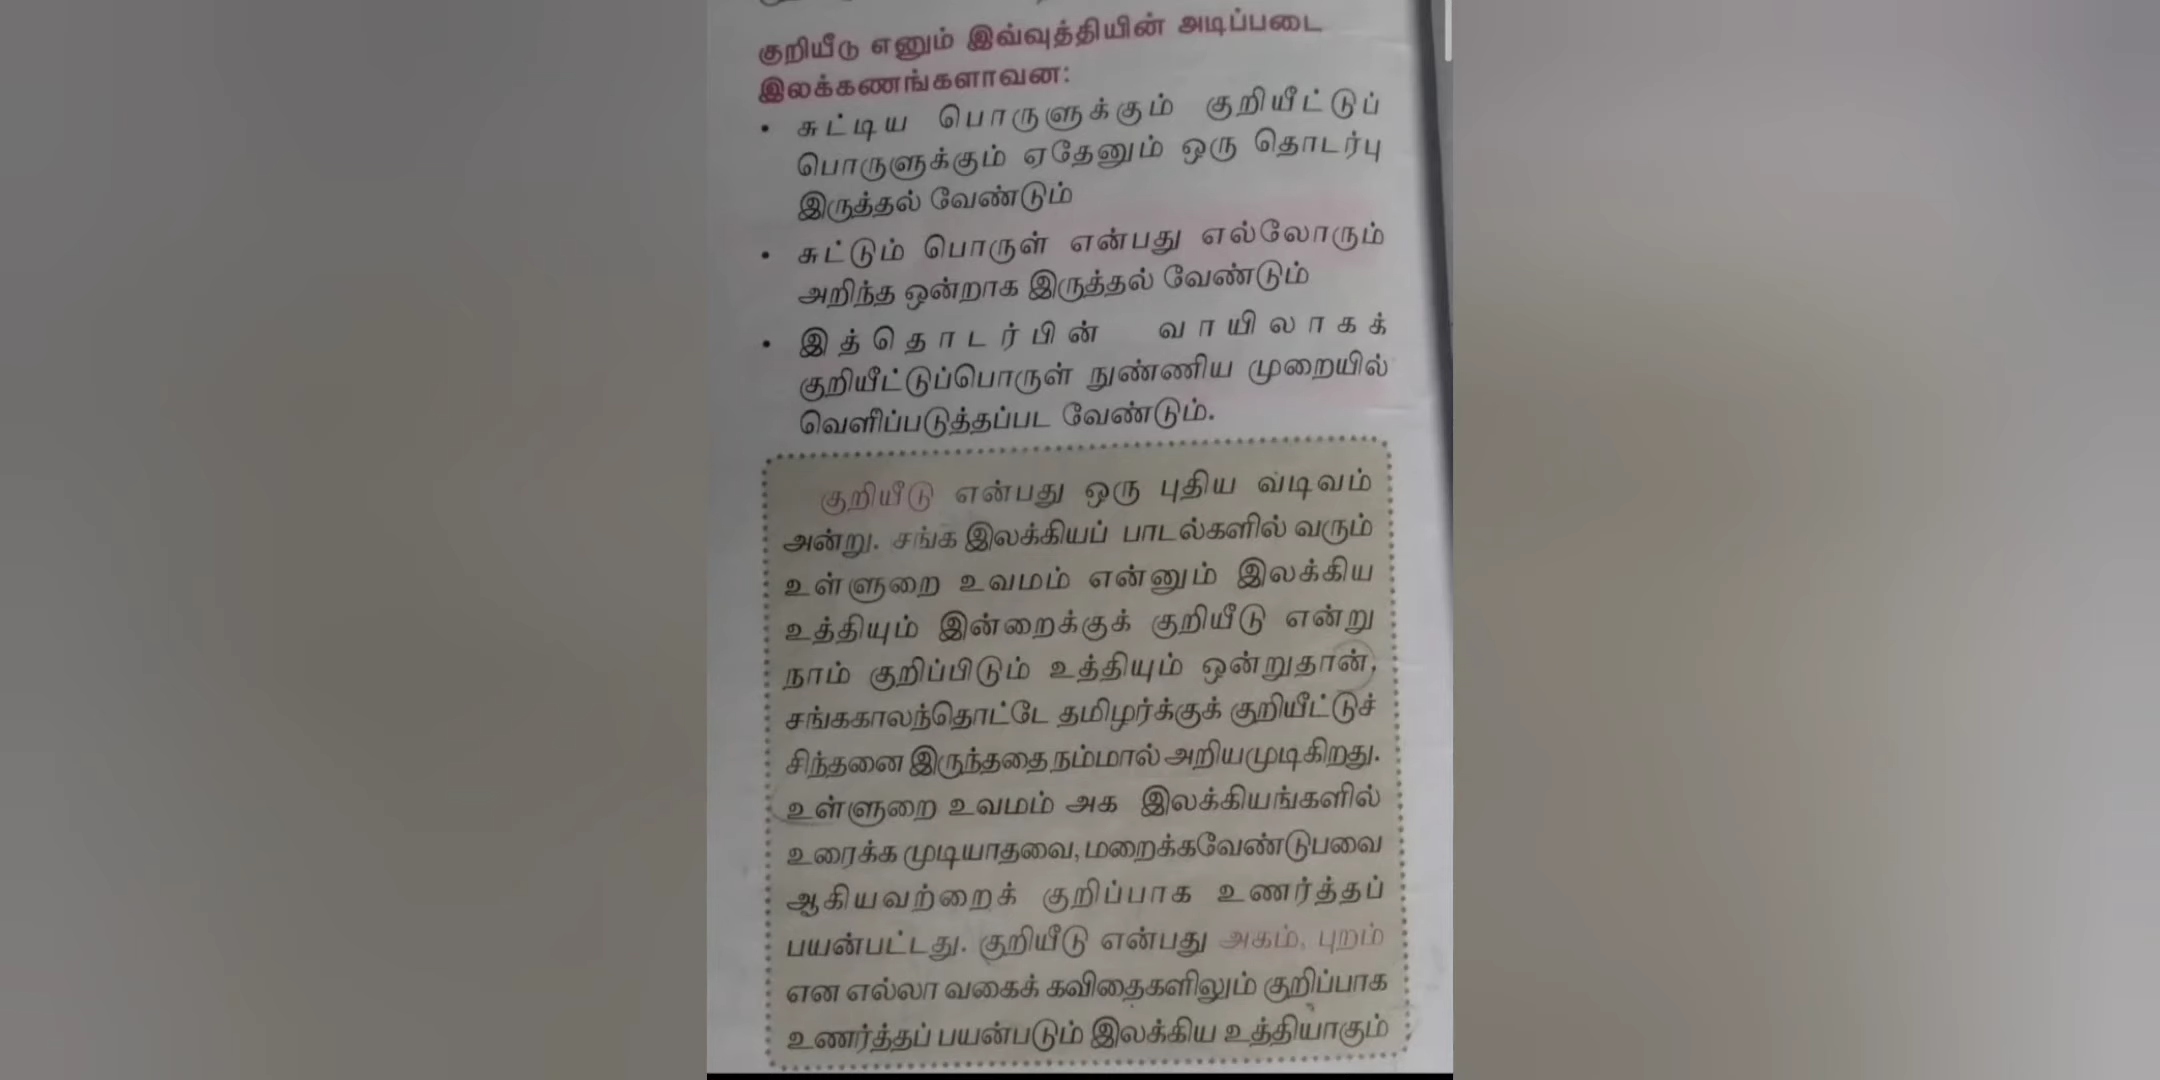 குறியீடு எனும் இவ்வுத்தியின் அடிப்படை
இலக்கணங்களாவன:
• சுட்டிய பொருளுக்கும் குறியீட்டுப்
பொருளுக்கும் ஏதேனும் ஒரு தொடர்பு
இருத்தல் வேண்டும்
• சுட்டும் பொருள் என்பது எல்லோரும்
அறிந்த ஒன்றாக இருத்தல் வேண்டும்
• இத்தொடர்பின் வாயிலாகக்
குறியீட்டுப்பொருள் நுண்ணிய முறையில்
வெளிப்படுத்தப்பட வேண்டும்.
குறியீடு என்பது ஒரு புதிய வடிவம்
அன்று. சங்க இலக்கியப் பாடல்களில் வரும்
உள்ளுறை உவமம் என்னும் இலக்கிய
உத்தியும் இன்றைக்குக் குறியீடு என்று
நாம் குறிப்பிடும் உத்தியும் ஒன்றுதான்.
சங்ககாலந்தொட்டே தமிழர்க்குக் குறியீட்டுச்
சிந்தனை இருந்ததை நம்மால் அறியமுடிகிறது.
உள்ளுறை உவமம் அக இலக்கியங்களில்
உரைக்க முடியாதவை, மறைக்கவேண்டுபவை
ஆகியவற்றைக் குறிப்பாக உணர்த்தப்
பயன்பட்டது. குறியீடு என்பது அகம், புறம்
என எல்லா வகைக் கவிதைகளிலும் குறிப்பாக
உணர்த்தப் பயன்படும் இலக்கிய உத்தியாகும்